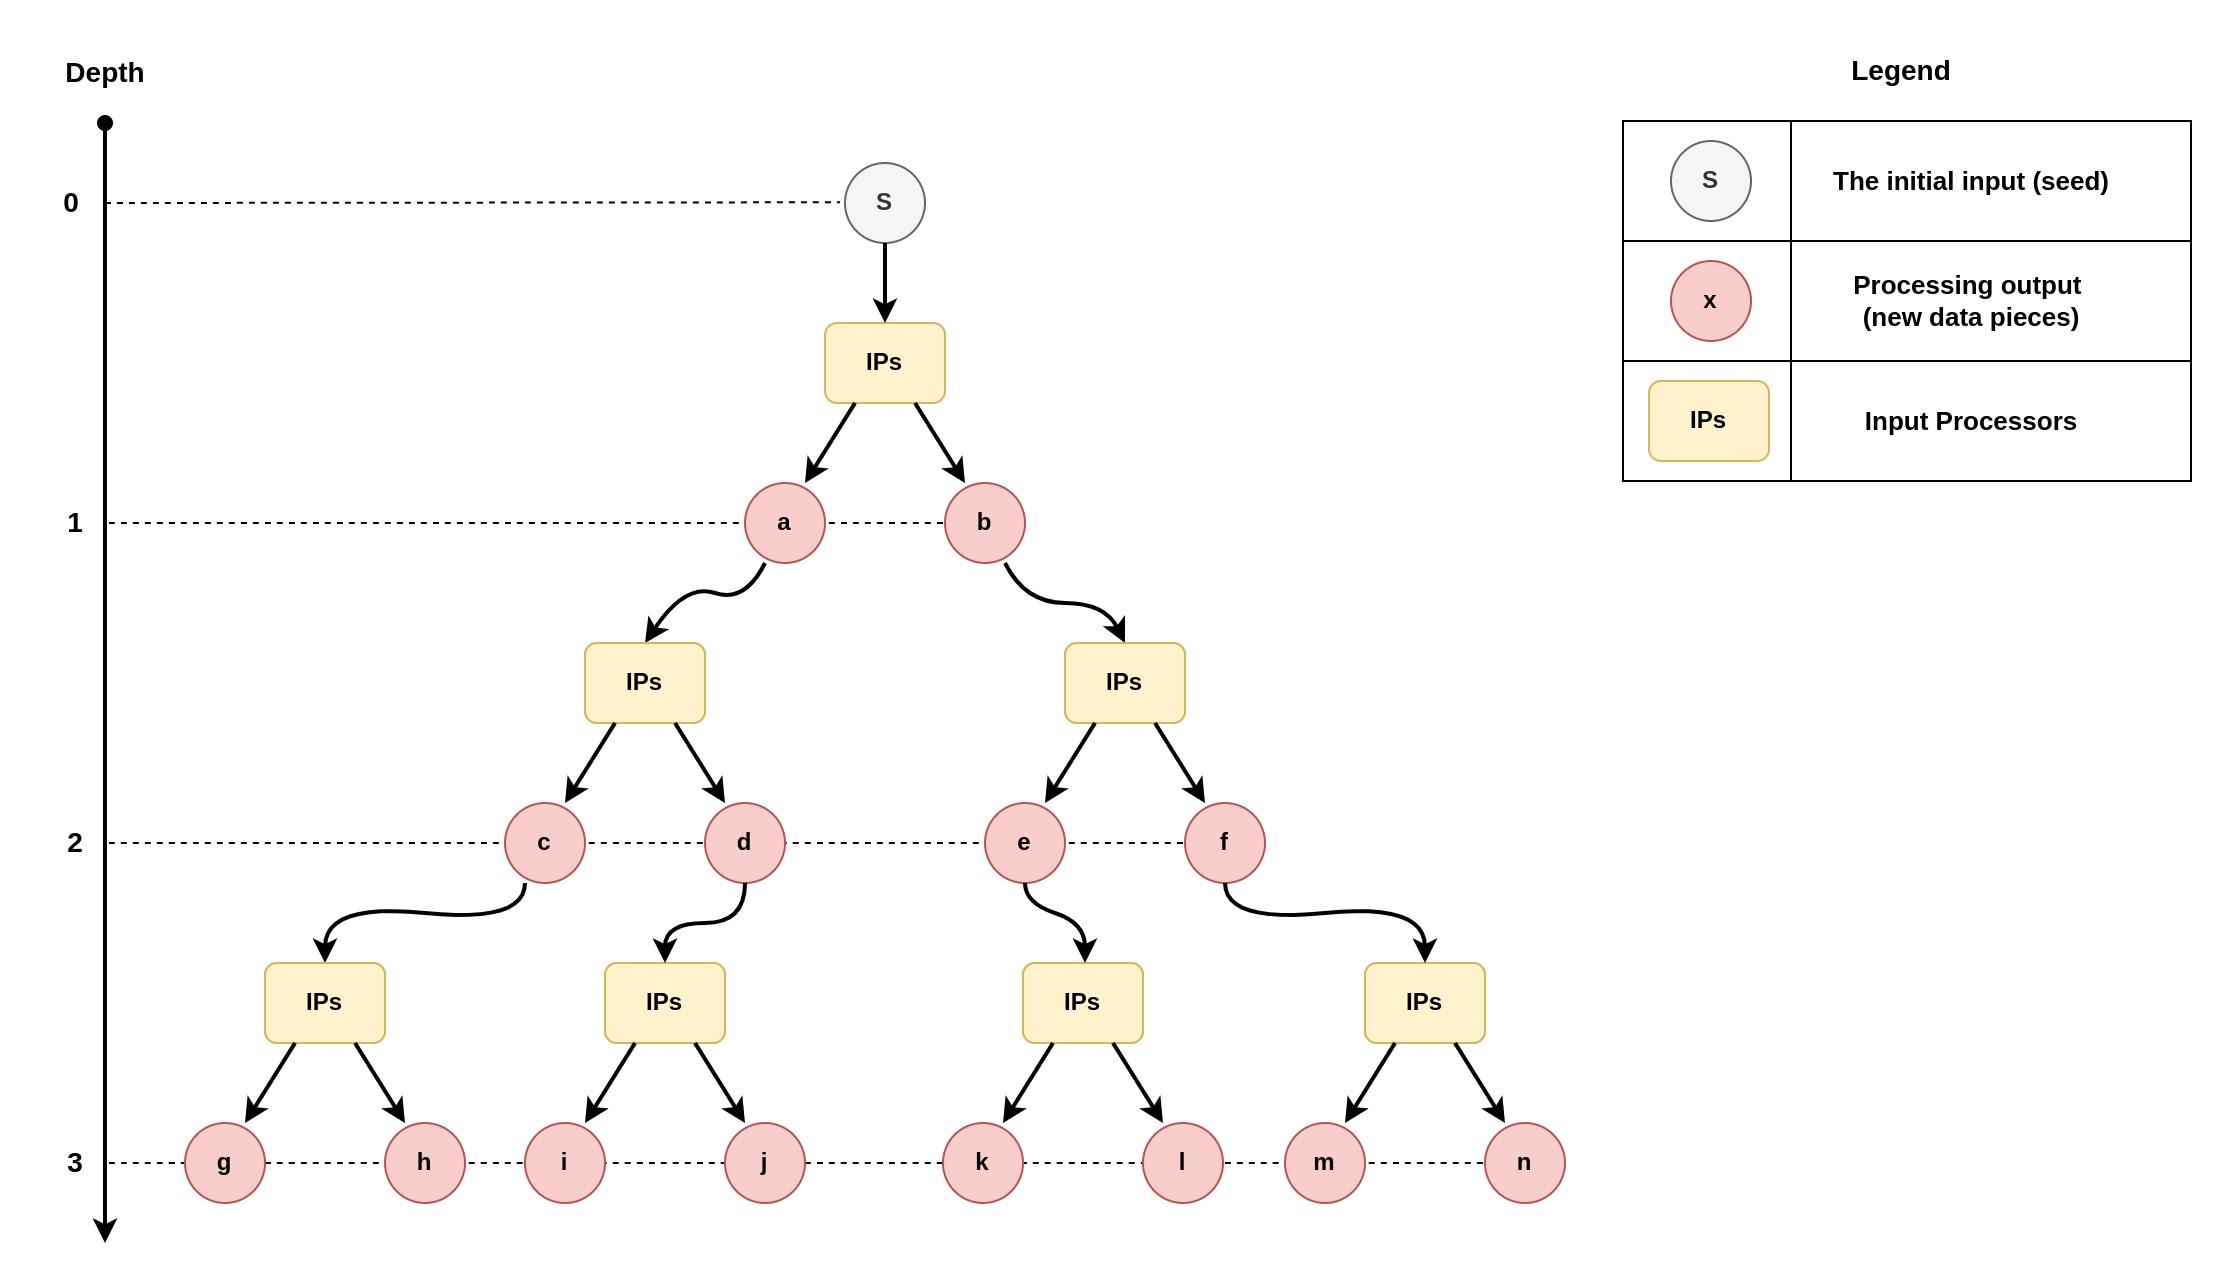 Depth
0
S
IPs
1
a
b
IPs
IPs
2
c
d
e
f
IPs
IPs
IPs
IPs
3
g
h
i
j
k
l
m
n
Legend
S
The initial input (seed)
x
Processing output
(new data pieces)
IPs
Input Processors